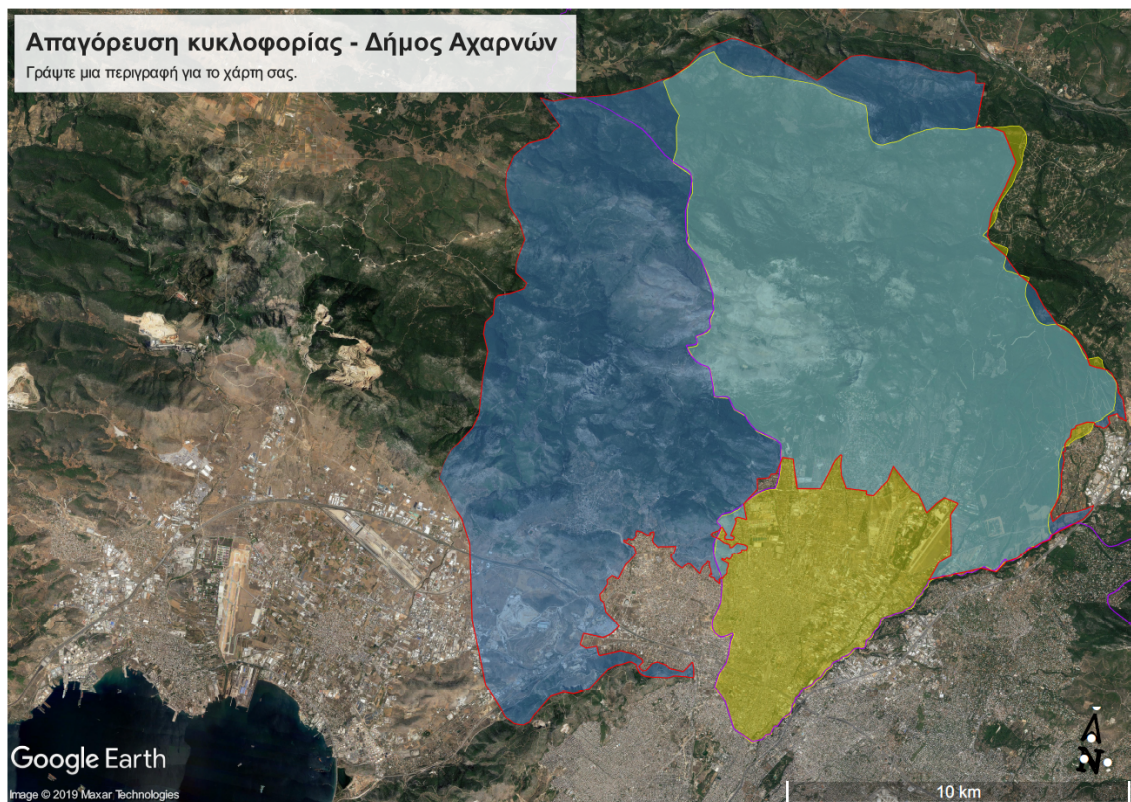 Απαγόρευση κυκλοφορίας - Δήμος Αχαρνών
Γράψτε μια περιγραφή για το χάρτη σας.
Google Earth
Image © 2019 Maxar Technologies
10 km
N